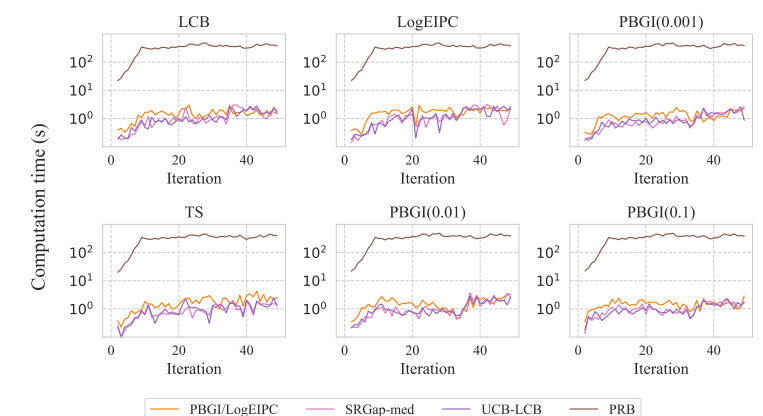 LCB LogEIPC PBGI(0.001)
10² 10² 10²
10¹ 10¹ 10¹
10⁰ 10⁰ 10⁰
0 20 40 0 20 40 0 20 40
Iteration Iteration Iteration
Computation time (s)
TS PBGI(0.01) PBGI(0.1)
10² 10² 10²
10¹ 10¹ 10¹
10⁰ 10⁰ 10⁰
0 20 40 0 20 40 0 20 40
Iteration Iteration Iteration
PBGI/LogEIPC SRGap-med UCB-LCB PRB